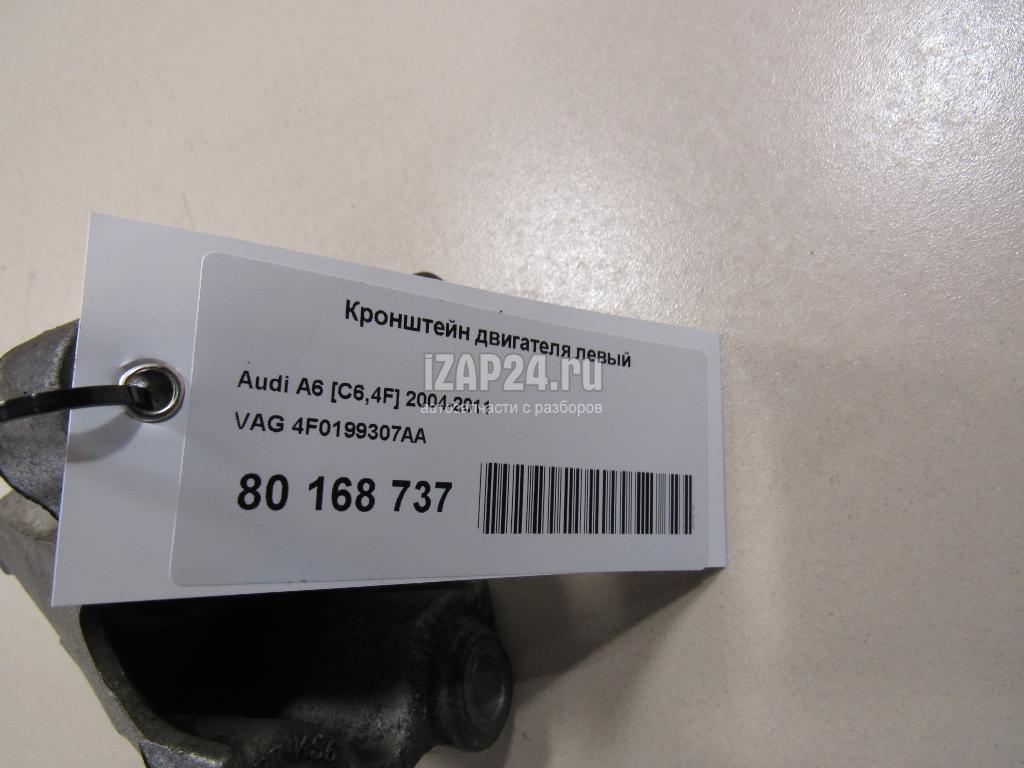 Кронштейн двигателя левый
iZAP24.ru
Audi A6 [C6,4F] 2004-2011
автозапчасти с разборов
VAG 4F0199307AA
80 168 737